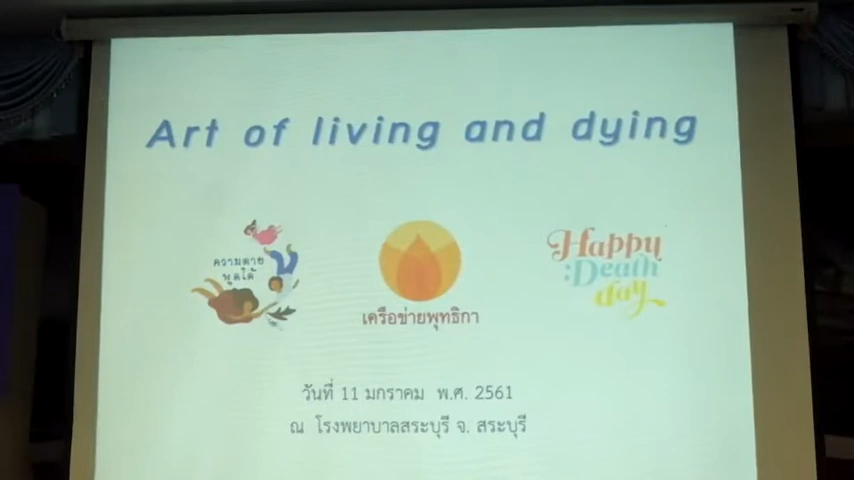 Art of living and dying
ความตาย
พูดได้
เครือข่ายพุทธิกา
Happy
:Death
day
วันที่ 11 มกราคม พ.ศ. 2561
ณ โรงพยาบาลสระบุรี จ. สระบุรี